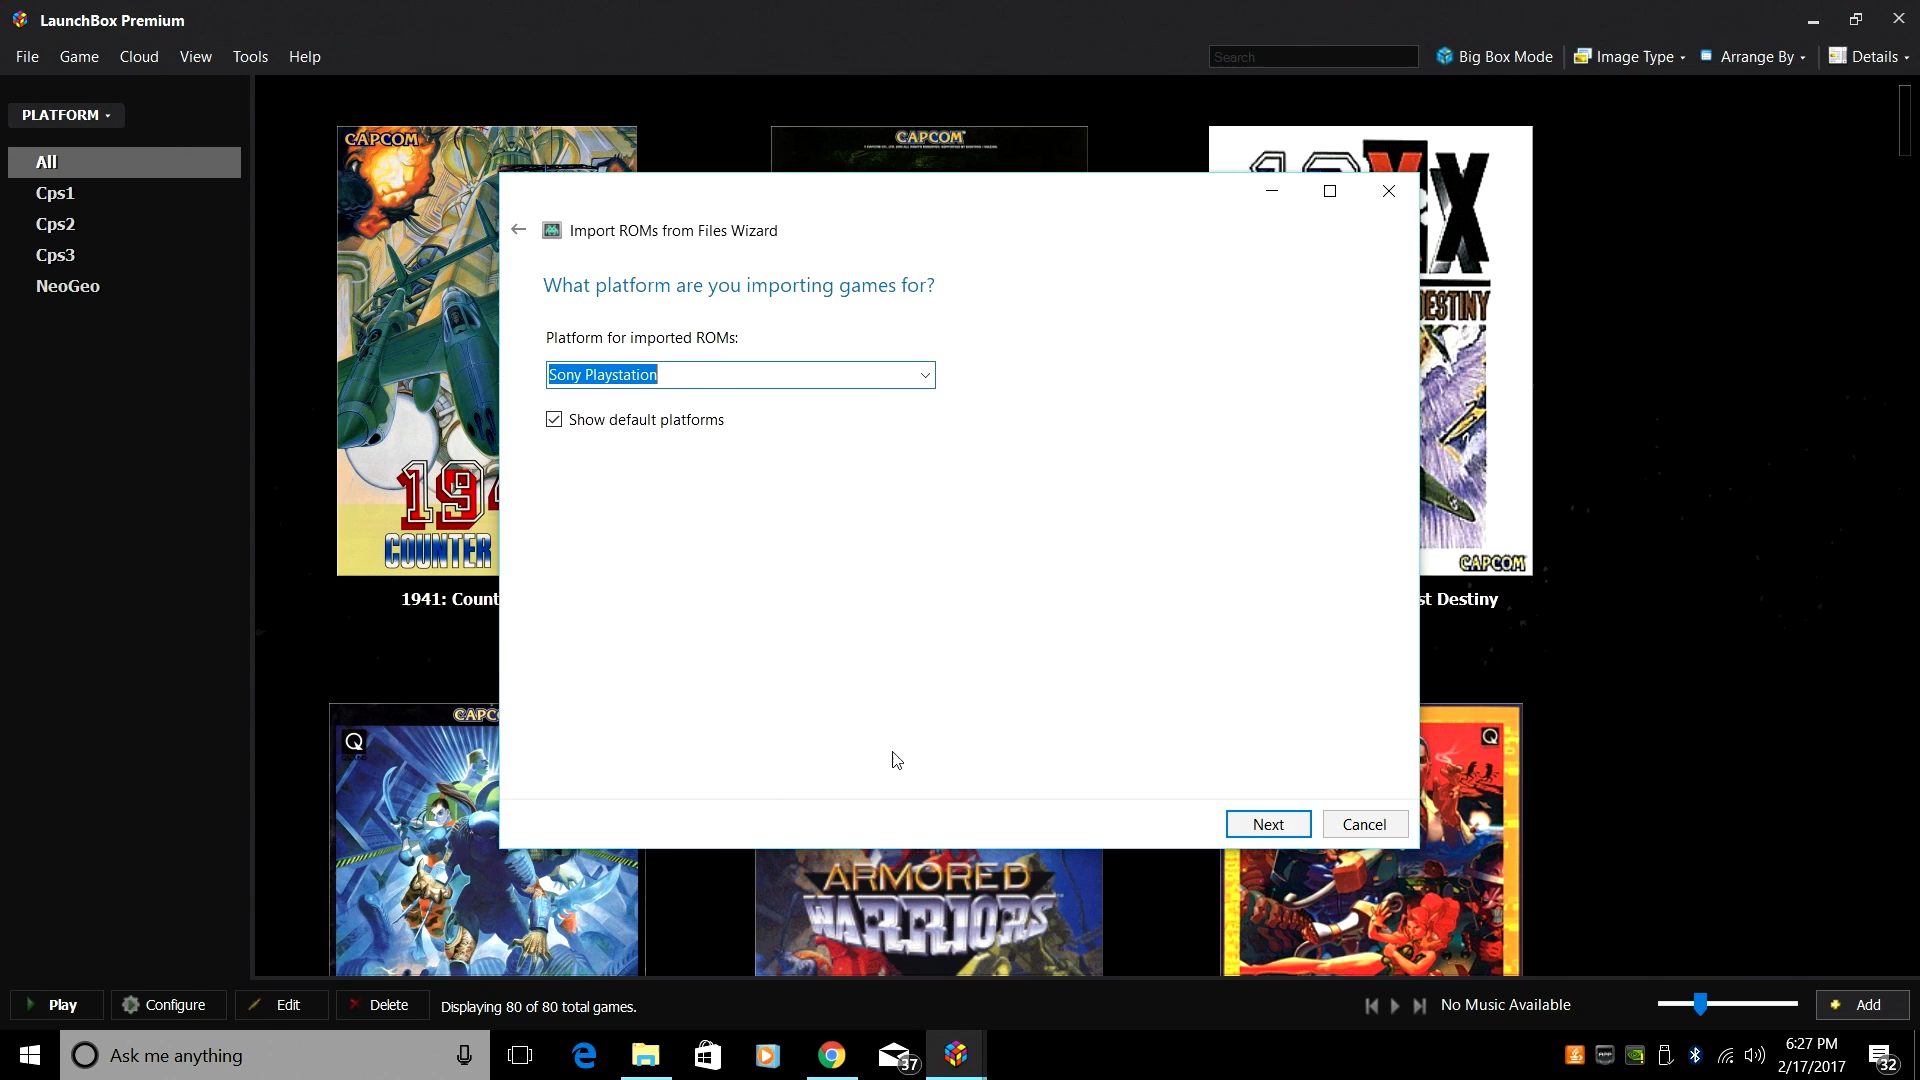 LaunchBox Premium
File Game Cloud View Tools Help
Search
Big Box Mode Image Type Arrange By Details
PLATFORM
All
Cps1
Cps2
Cps3
NeoGeo
CAPCOM
CAPCOM
Import ROMs from Files Wizard
What platform are you importing games for?
Platform for imported ROMs:
Sony Playstation
Show default platforms
Next Cancel
194
COUNTER
1941: Count
XX
DESTINY
CAPCOM
st Destiny
CAPC
Q
Q
ARMORED
WARRIORS
Play Configure Edit Delete Displaying 80 of 80 total games.
No Music Available
Add
Ask me anything
37
6:27 PM
2/17/2017
32